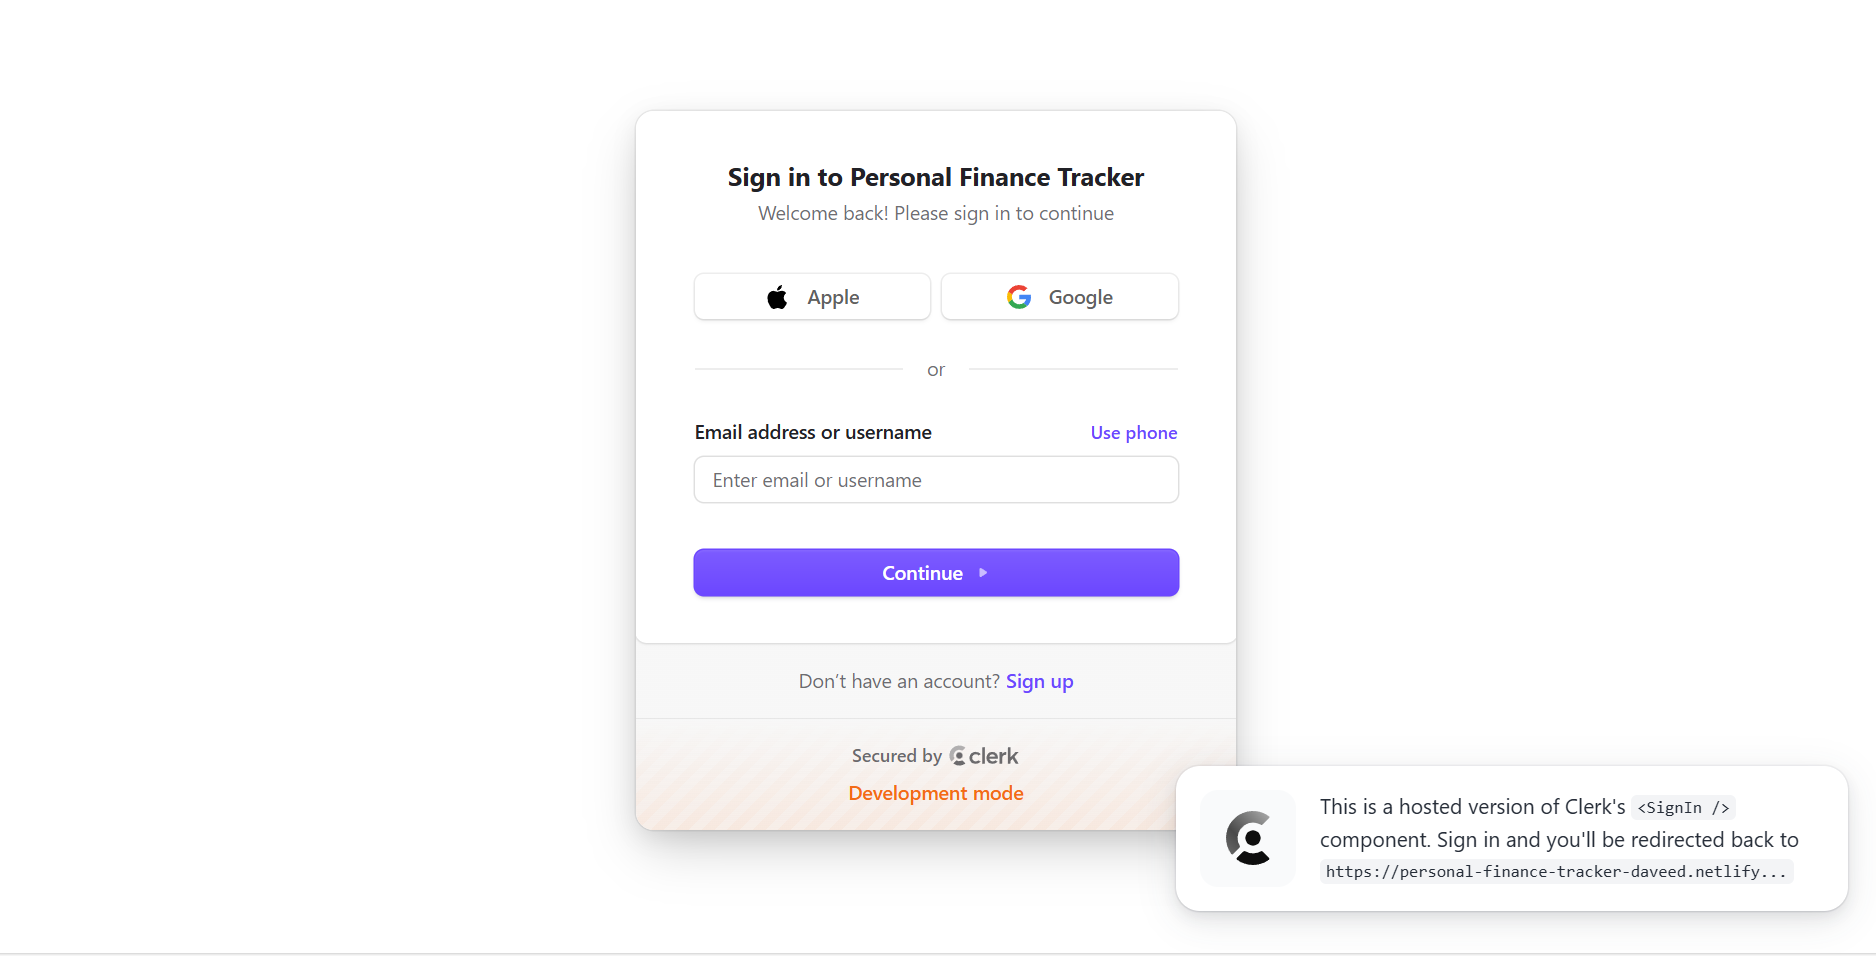 Sign in to Personal Finance Tracker
Welcome back! Please sign in to continue
Apple
Google
or
Email address or username
Use phone
Enter email or username
Continue
Don't have an account? Sign up
Secured by clerk
Development mode
This is a hosted version of Clerk's <SignIn />
component. Sign in and you'll be redirected back to
https://personal-finance-tracker-daveed.netlify...